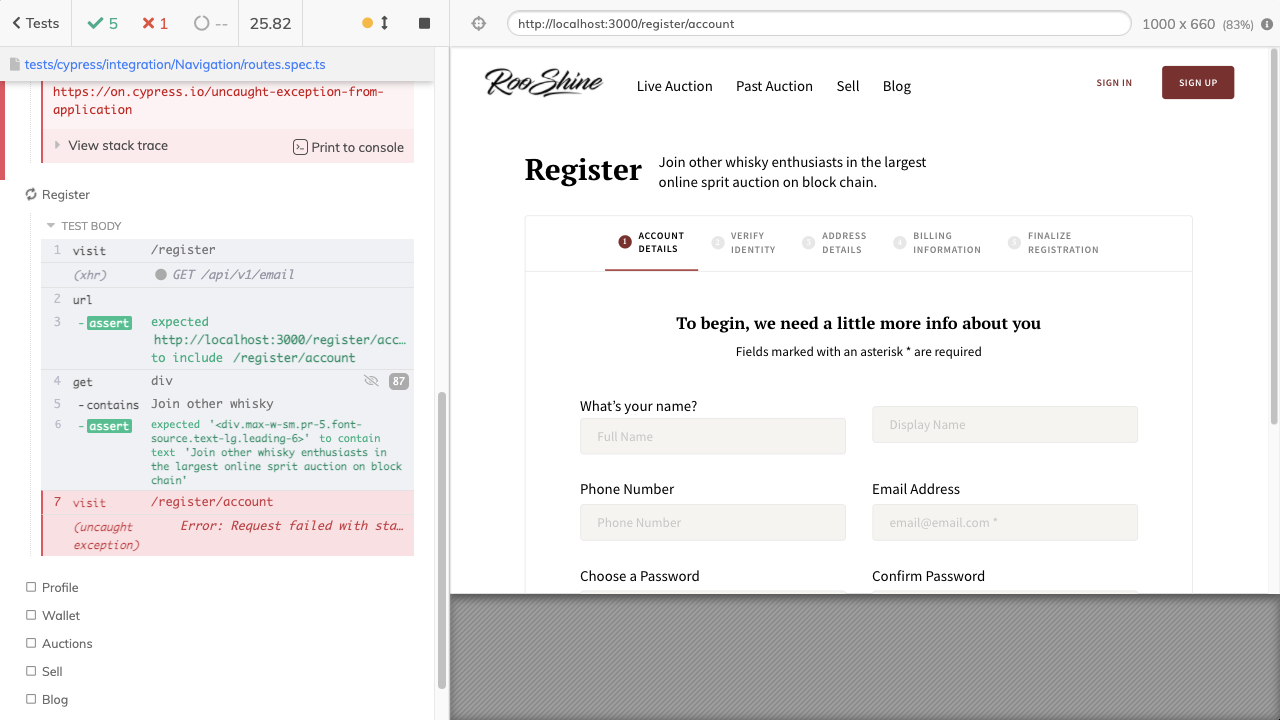 Tests
5
1
--
25.82
http://localhost:3000/register/account
1000 x 660 (83%)
tests/cypress/integration/Navigation/routes.spec.ts
https://on.cypress.io/uncaught-exception-from-
application
View stack trace
Print to console
Register
TEST BODY
1 visit /register
(xhr) GET /api/v1/email
2 url
3 - assert expected
http://localhost:3000/register/acc…
to include /register/account
4 get div 87
5 - contains Join other whisky
6 - assert expected '<div.max-w-sm.pr-5.font-
source.text-lg.leading-6>' to contain
text 'Join other whisky enthusiasts in
the largest online sprit auction on block
chain'
7 visit /register/account
(uncaught Error: Request failed with sta…
exception)
Profile
Wallet
Auctions
Sell
Blog
RooShine
Live Auction
Past Auction
Sell
Blog
SIGN IN
SIGN UP
Register
Join other whisky enthusiasts in the largest
online sprit auction on block chain.
1 ACCOUNT
DETAILS
2 VERIFY
IDENTITY
3 ADDRESS
DETAILS
4 BILLING
INFORMATION
5 FINALIZE
REGISTRATION
To begin, we need a little more info about you
Fields marked with an asterisk * are required
What's your name?
Full Name
Display Name
Phone Number
Email Address
Phone Number
email@email.com *
Choose a Password
Confirm Password